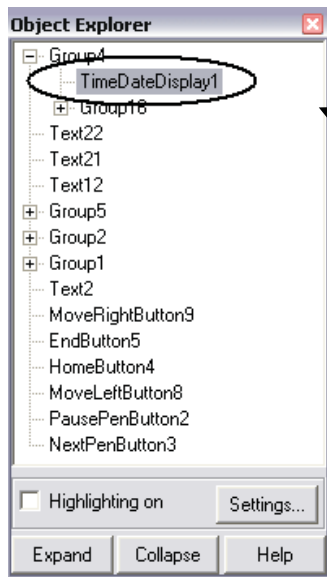 Object Explorer
Group4
TimeDateDisplay1
Group18
Text22
Text21
Text12
Group5
Group2
Group1
Text2
MoveRightButton9
EndButton5
HomeButton4
MoveLeftButton8
PausePenButton2
NextPenButton3
Highlighting on
Settings...
Expand Collapse Help